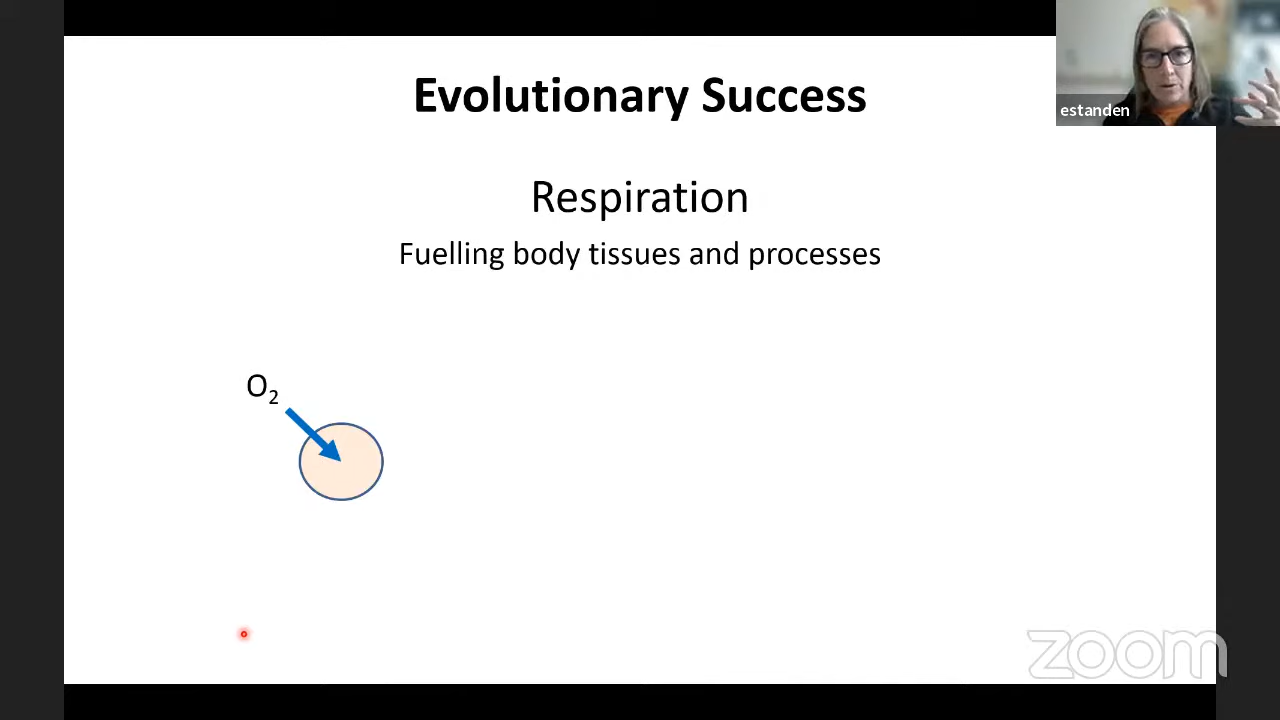 Evolutionary Success
estanden
Respiration
Fuelling body tissues and processes
O₂
zoom